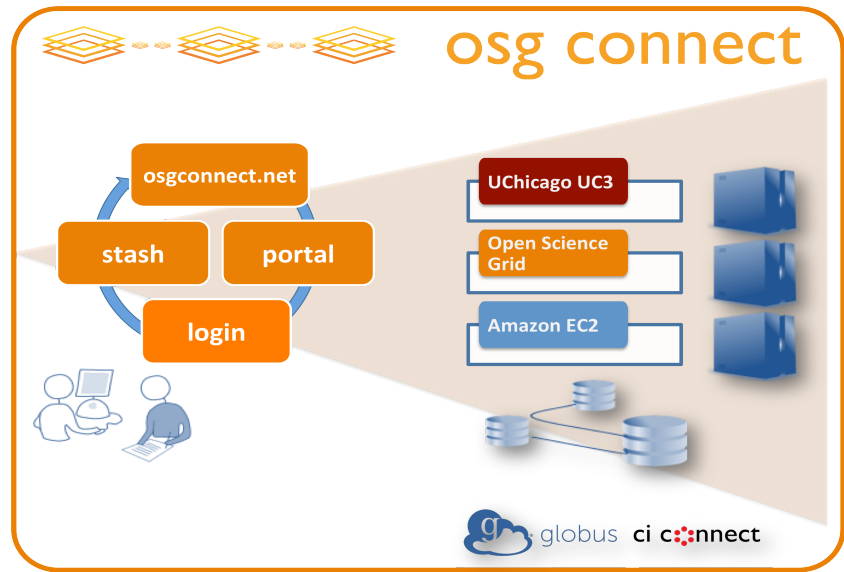 osg connect
osgconnect.net
stash
portal
login
UChicago UC3
Open Science
Grid
Amazon EC2
g globus
ci connect